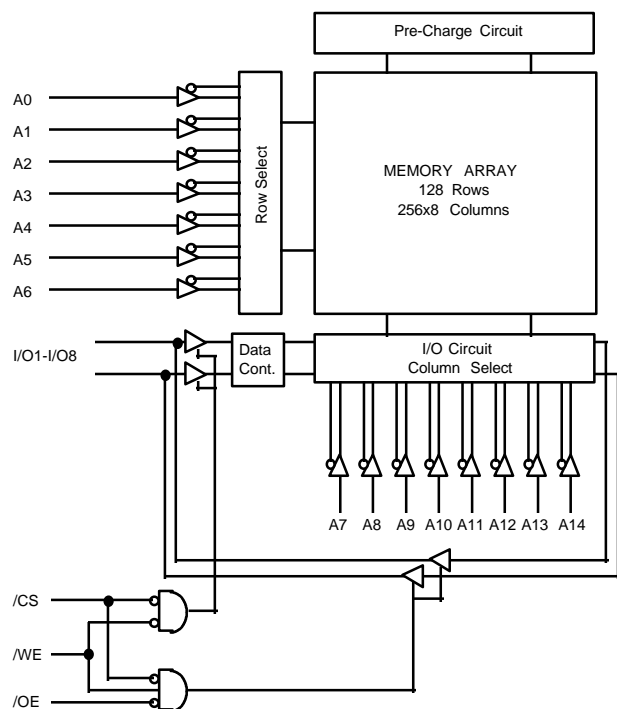 Pre-Charge Circuit
A0
A1
A2
A3
A4
A5
A6
Row Select
MEMORY ARRAY
128 Rows
256x8 Columns
I/O1-I/O8
Data
Cont.
I/O Circuit
Column Select
A7 A8 A9 A10 A11 A12 A13 A14
/CS
/WE
/OE